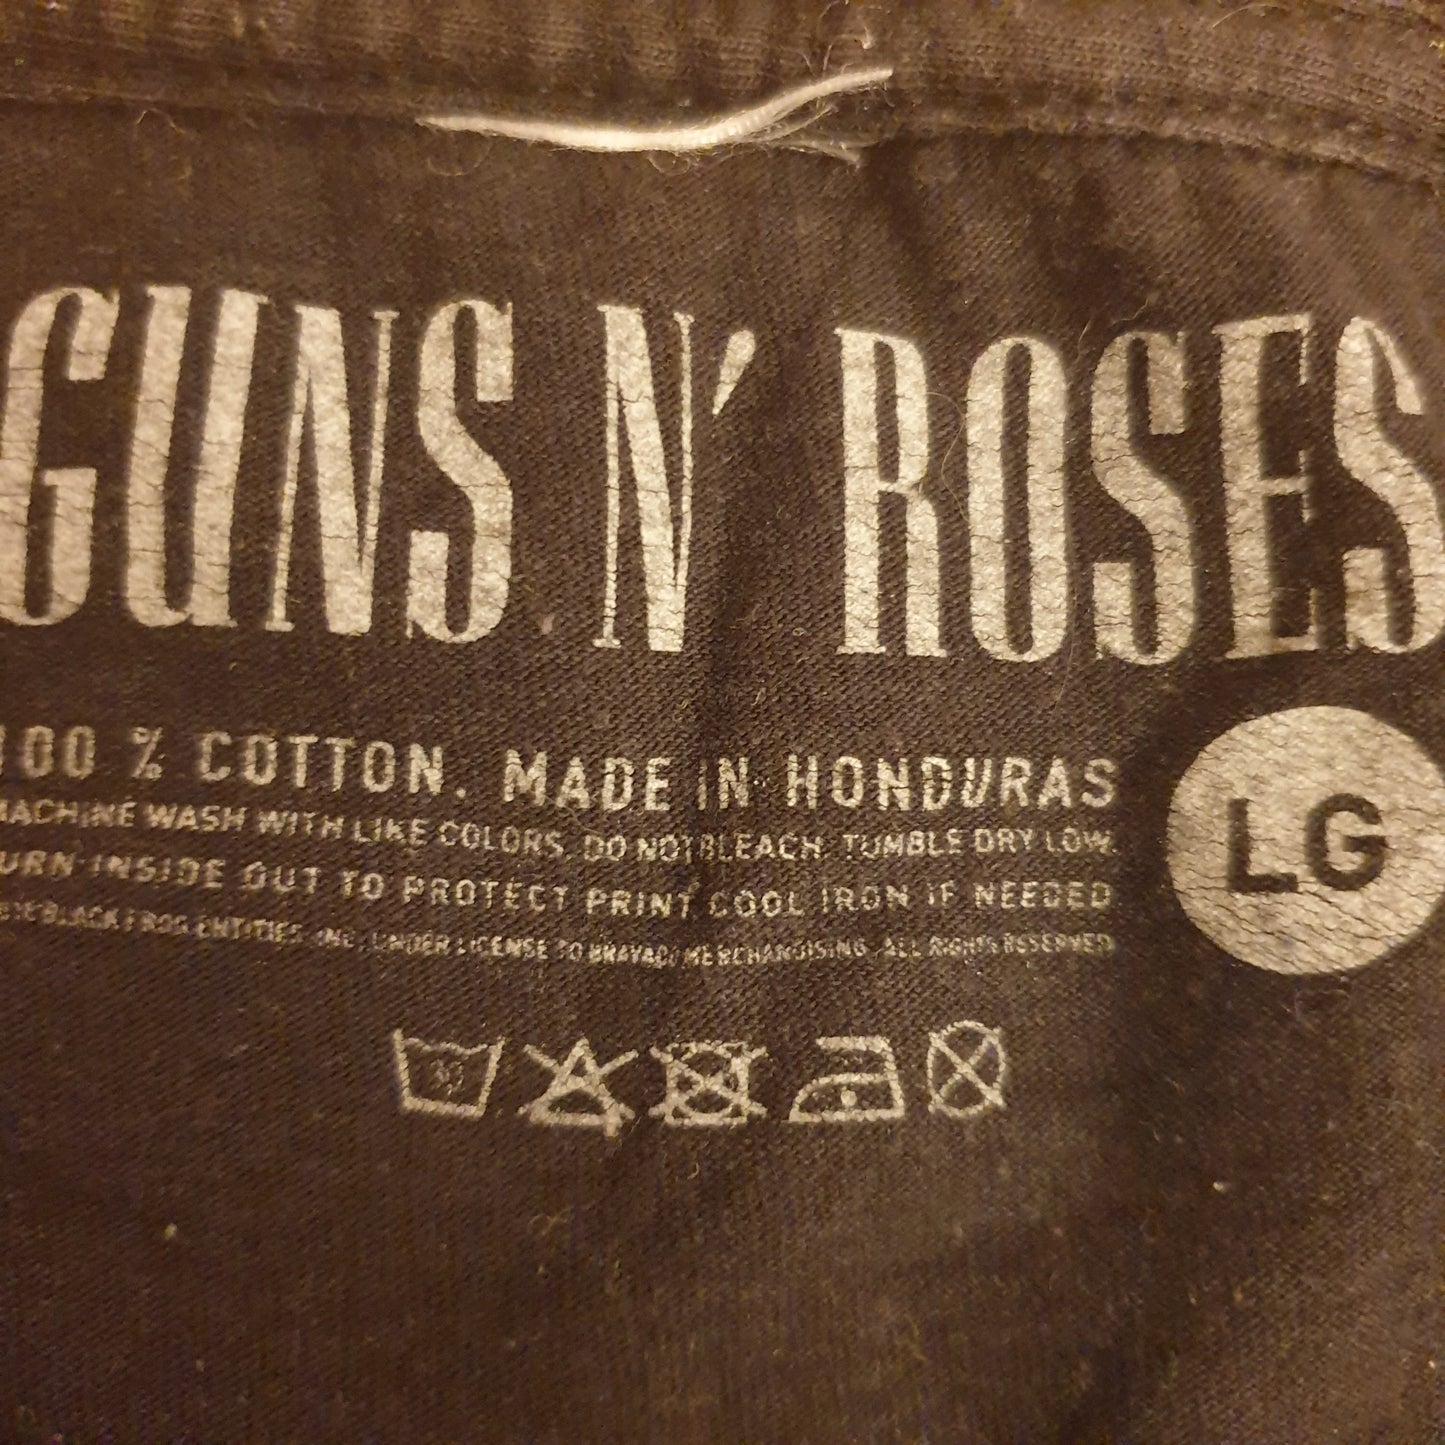 GUNS N' ROSES
100 % COTTON. MADE IN HONDURAS
MACHINE WASH WITH LIKE COLORS. DO NOT BLEACH. TUMBLE DRY LOW.
TURN INSIDE OUT TO PROTECT PRINT COOL IRON IF NEEDED
BLACK FROG ENTITIES, INC. UNDER LICENSE TO BRAVADO MERCHANDISING. ALL RIGHTS RESERVED
LG
30